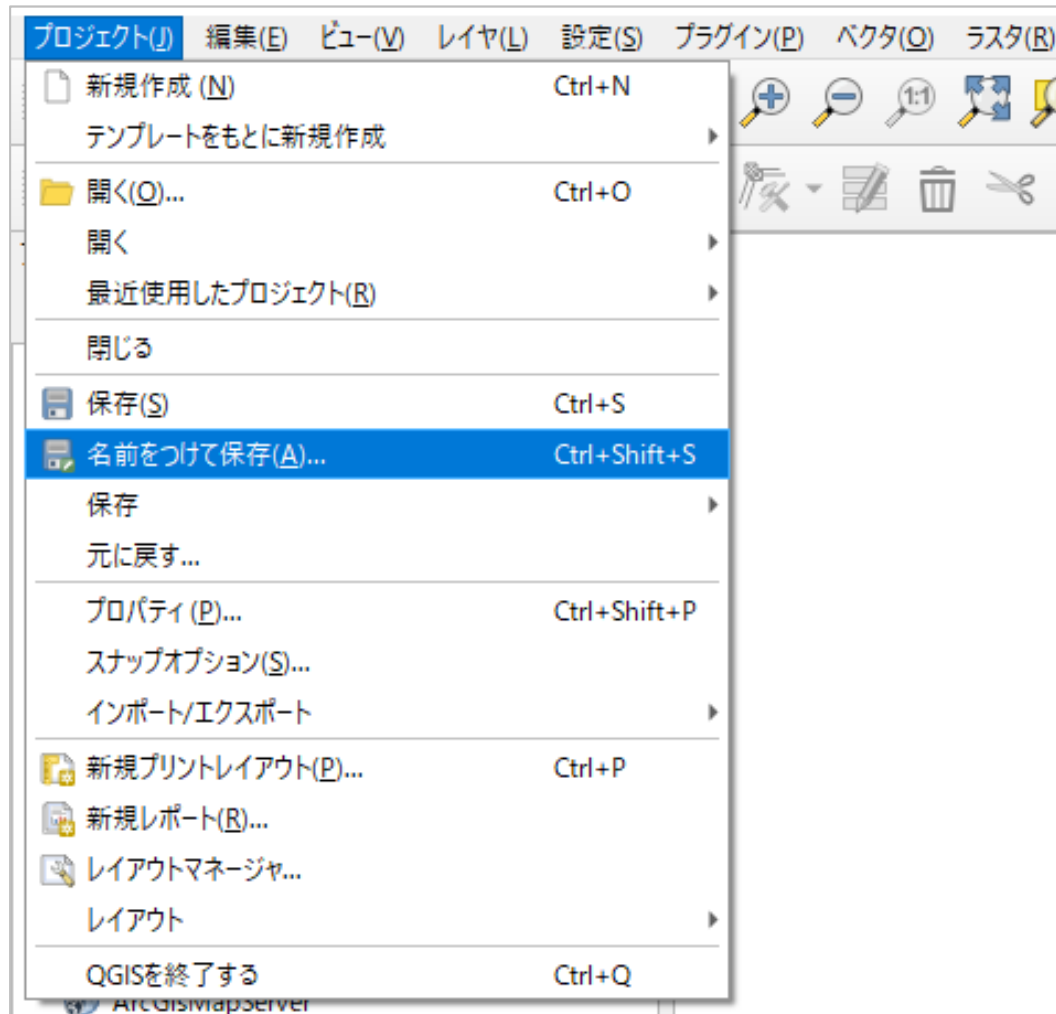 プロジェクト(J) 編集(E) ビュー(V) レイヤ(L) 設定(S) プラグイン(P) ベクタ(O) ラスタ(R)
新規作成 (N) Ctrl+N
テンプレートをもとに新規作成
開く(O)... Ctrl+O
開く
最近使用したプロジェクト(R)
閉じる
保存(S) Ctrl+S
名前をつけて保存(A)... Ctrl+Shift+S
保存
元に戻す...
プロパティ (P)... Ctrl+Shift+P
スナップオプション(S)...
インポート/エクスポート
新規プリントレイアウト(P)... Ctrl+P
新規レポート(R)...
レイアウトマネージャ...
レイアウト
QGISを終了する Ctrl+Q
ArcGisMapServer
1:1